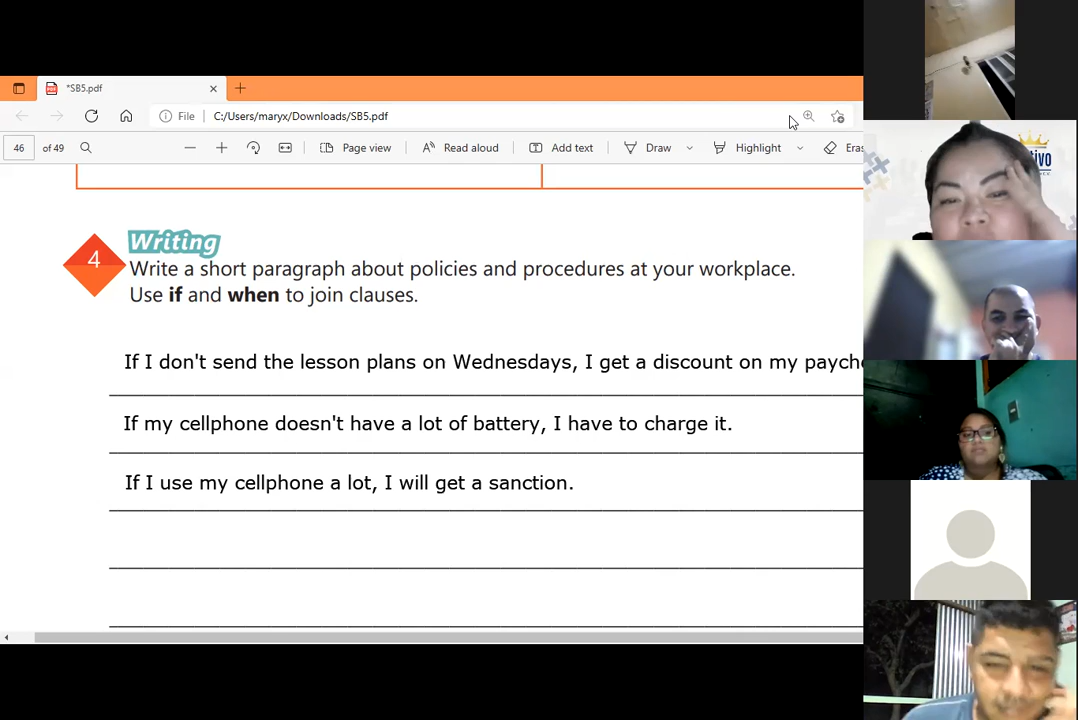 *SB5.pdf
File
C:/Users/maryx/Downloads/SB5.pdf
46 of 49
Page view
Read aloud
Add text
Draw
Highlight
Eras
4
Writing
Write a short paragraph about policies and procedures at your workplace.
Use if and when to join clauses.
If I don't send the lesson plans on Wednesdays, I get a discount on my payche
If my cellphone doesn't have a lot of battery, I have to charge it.
If I use my cellphone a lot, I will get a sanction.
tivo